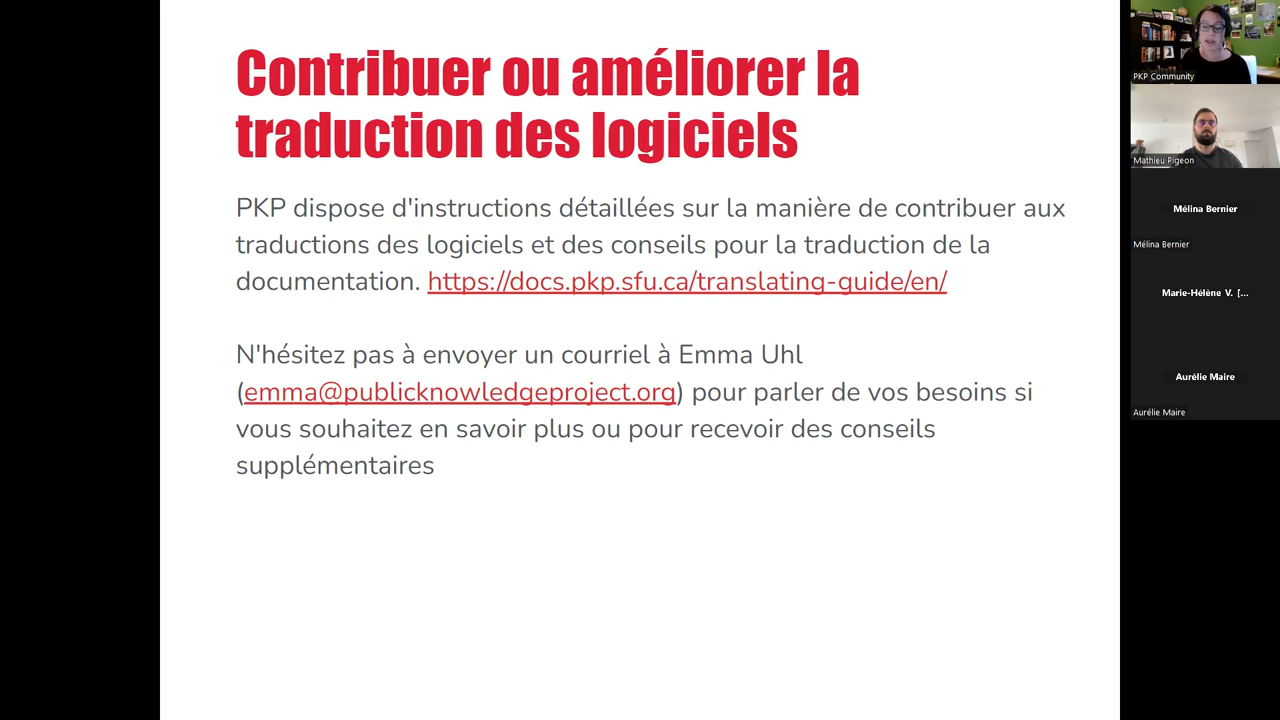 Contribuer ou améliorer la
traduction des logiciels
PKP dispose d'instructions détaillées sur la manière de contribuer aux
traductions des logiciels et des conseils pour la traduction de la
documentation. https://docs.pkp.sfu.ca/translating-guide/en/
N'hésitez pas à envoyer un courriel à Emma Uhl
(emma@publicknowledgeproject.org) pour parler de vos besoins si
vous souhaitez en savoir plus ou pour recevoir des conseils
supplémentaires
PKP Community
Mathieu Pigeon
Mélina Bernier
Mélina Bernier
Marie-Hélène V. [...
Aurélie Maire
Aurélie Maire